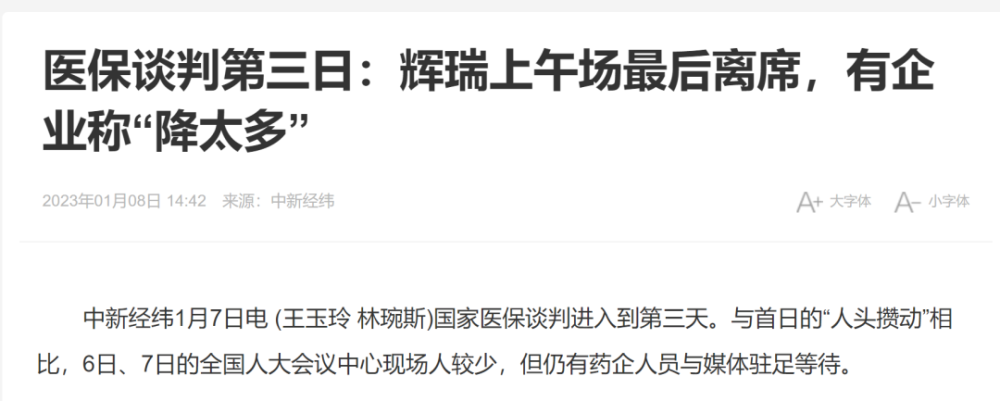 医保谈判第三日：辉瑞上午场最后离席，有企
业称“降太多”
2023年01月08日 14:42 来源：中新经纬
A+ 大字体 A- 小字体
中新经纬1月7日电 (王玉玲 林琬斯)国家医保谈判进入到第三天。与首日的“人头攒动”相
比，6日、7日的全国人大会议中心现场人较少，但仍有药企人员与媒体驻足等待。